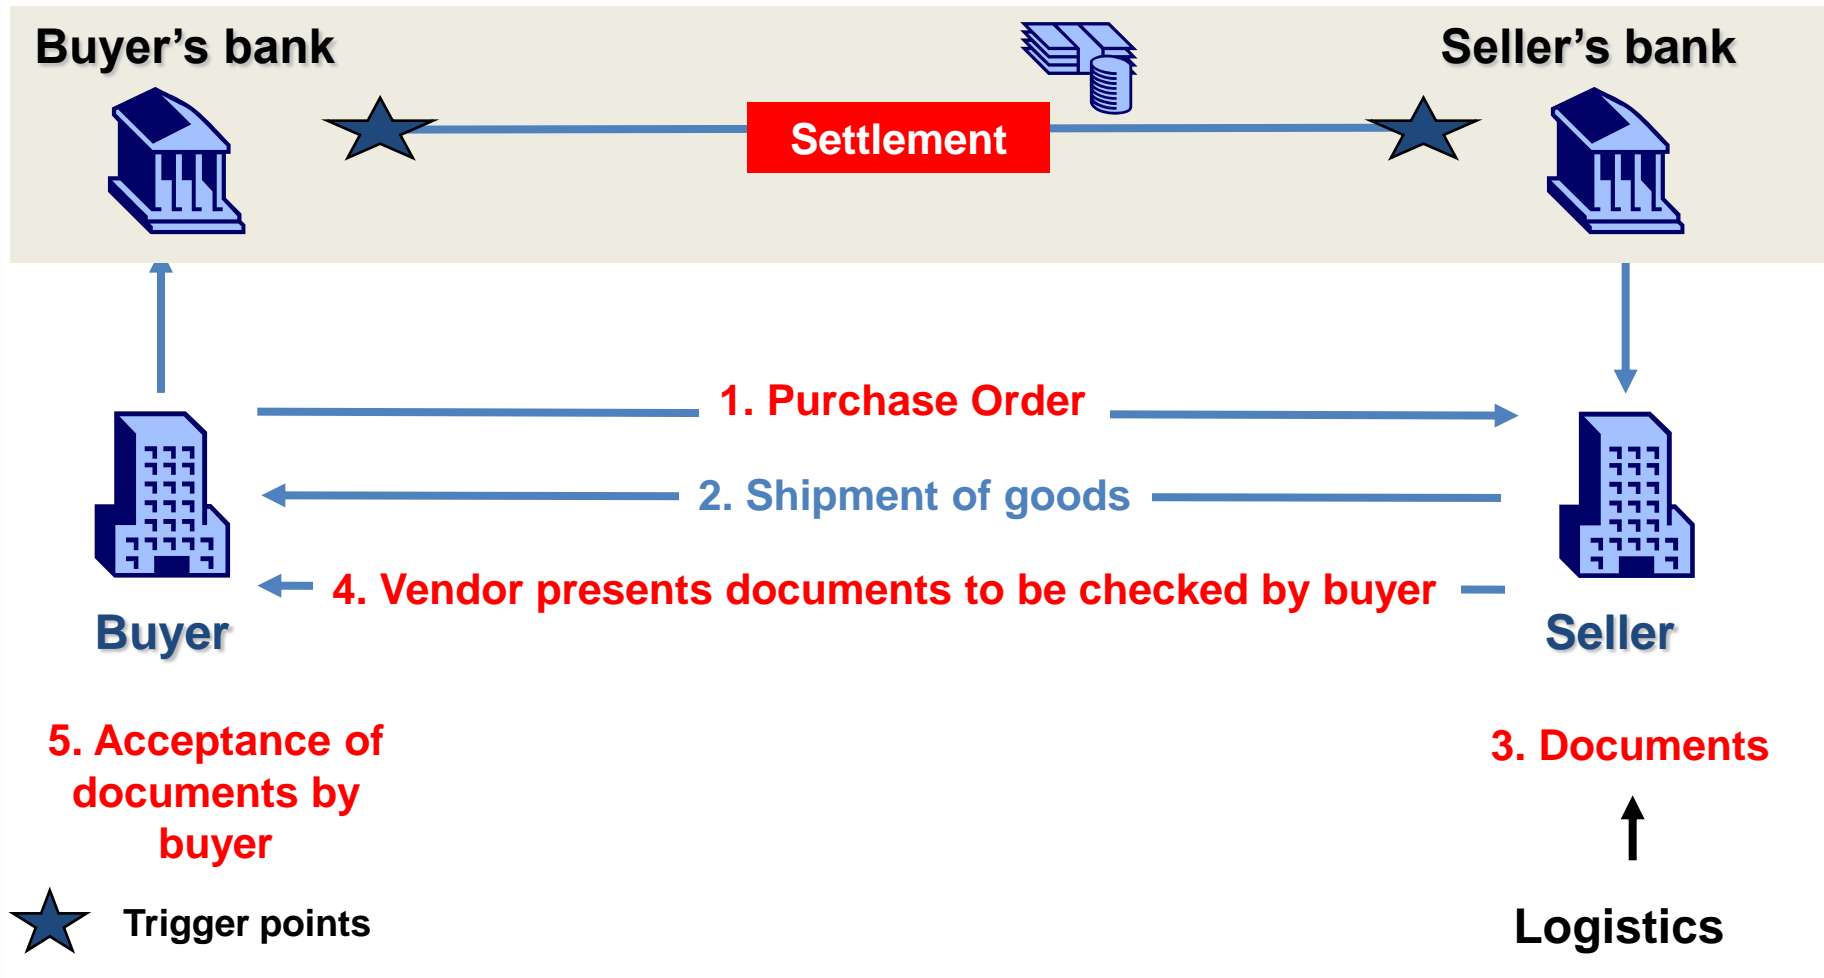 Buyer’s bank
Seller’s bank
Settlement
1. Purchase Order
2. Shipment of goods
4. Vendor presents documents to be checked by buyer
Buyer
Seller
5. Acceptance of
documents by
buyer
3. Documents
Trigger points
Logistics